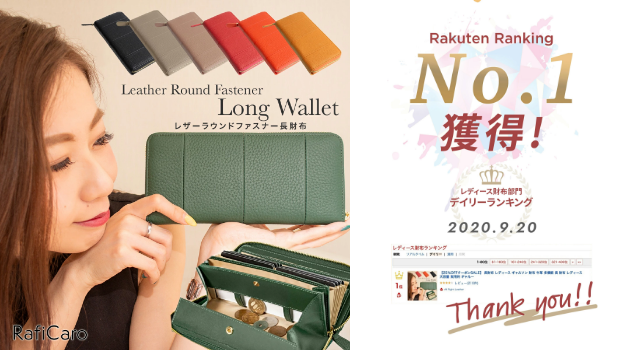 Leather Round Fastener
Long Wallet
レザーラウンドファスナー長財布
RafiCaro
Rakuten Ranking
No.1
獲得!
レディース財布部門
デイリーランキング
2020.9.20
レディース財布ランキング
1位
Thank you!!